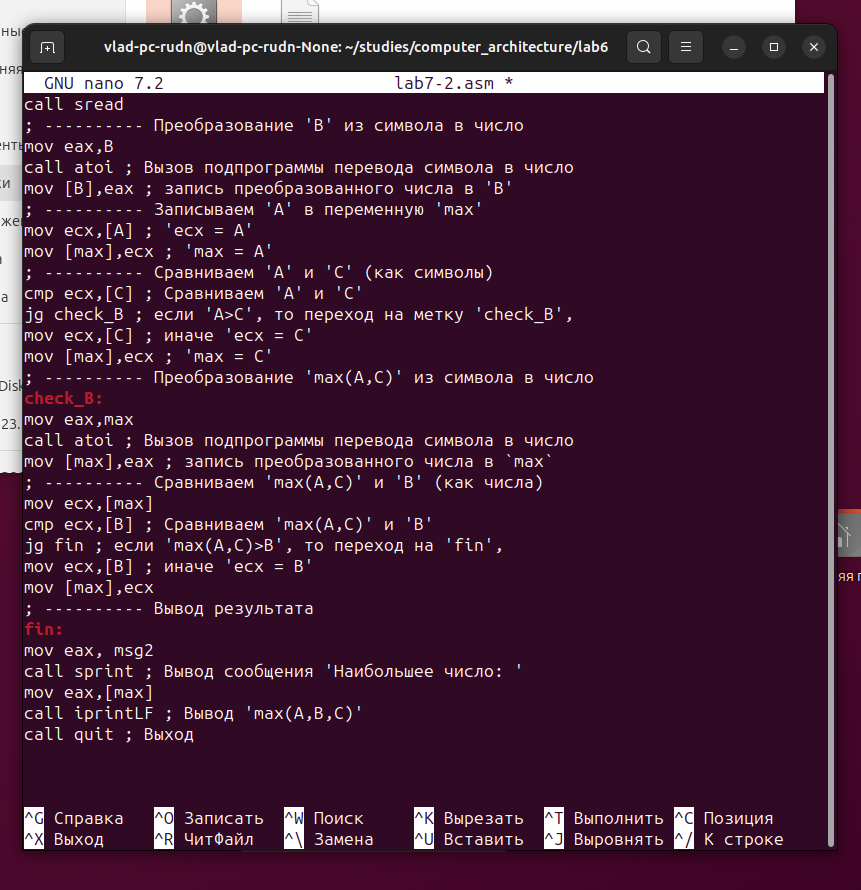 ные
vlad-pc-rudn@vlad-pc-rudn-None: ~/studies/computer_architecture/lab6
няя
GNU nano 7.2 lab7-2.asm *
call sread
; ---------- Преобразование 'B' из символа в число
mov eax,B
call atoi ; Вызов подпрограммы перевода символа в число
mov [B],eax ; запись преобразованного числа в 'B'
; ---------- Записываем 'A' в переменную 'max'
mov ecx,[A] ; 'ecx = A'
mov [max],ecx ; 'max = A'
; ---------- Сравниваем 'A' и 'С' (как символы)
cmp ecx,[C] ; Сравниваем 'A' и 'С'
jg check_B ; если 'A>C', то переход на метку 'check_B',
mov ecx,[C] ; иначе 'ecx = C'
mov [max],ecx ; 'max = C'
; ---------- Преобразование 'max(A,C)' из символа в число
check_B:
mov eax,max
call atoi ; Вызов подпрограммы перевода символа в число
mov [max],eax ; запись преобразованного числа в `max`
; ---------- Сравниваем 'max(A,C)' и 'B' (как числа)
mov ecx,[max]
cmp ecx,[B] ; Сравниваем 'max(A,C)' и 'B'
jg fin ; если 'max(A,C)>B', то переход на 'fin',
mov ecx,[B] ; иначе 'ecx = B'
mov [max],ecx
; ---------- Вывод результата
fin:
mov eax, msg2
call sprint ; Вывод сообщения 'Наибольшее число: '
mov eax,[max]
call iprintLF ; Вывод 'max(A,B,C)'
call quit ; Выход
^G Справка ^O Записать ^W Поиск ^K Вырезать ^T Выполнить ^C Позиция
^X Выход ^R ЧитФайл ^\ Замена ^U Вставить ^J Выровнять ^/ К строке
Disk
23.